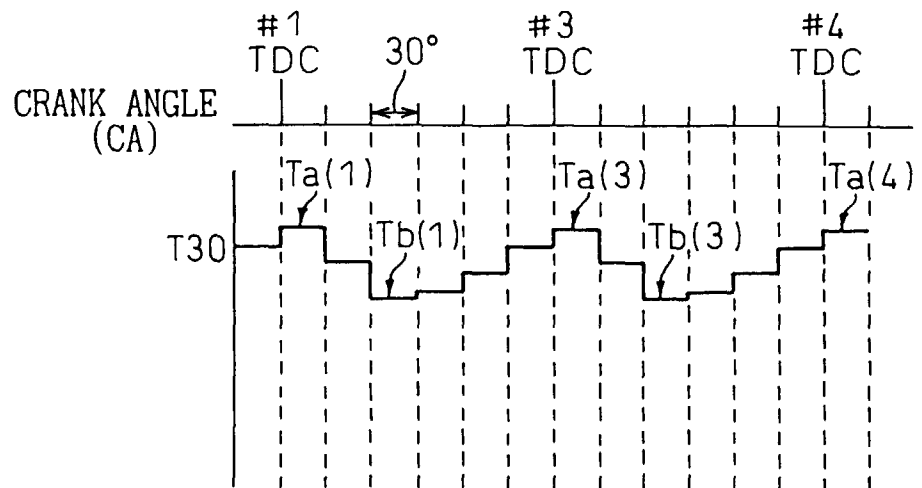 #1
TDC
30°
#3
TDC
#4
TDC
CRANK ANGLE
(CA)
Ta(1)
Ta(3)
Ta(4)
Tb(1)
Tb(3)
T30